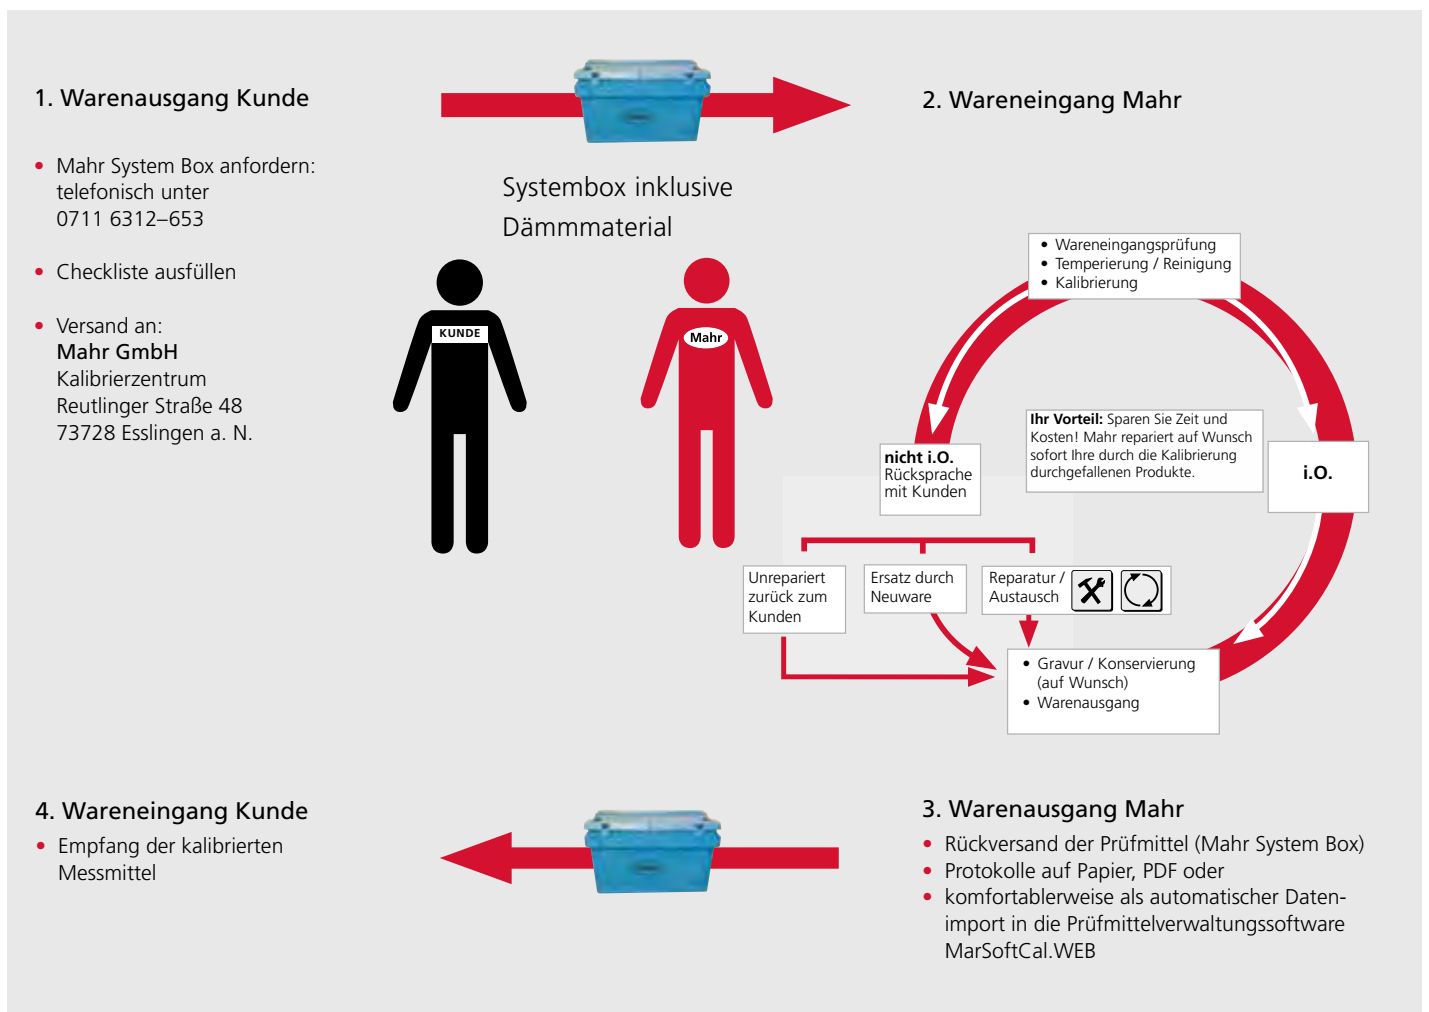 1. Warenausgang Kunde
• Mahr System Box anfordern:
telefonisch unter
0711 6312–653
• Checkliste ausfüllen
• Versand an:
Mahr GmbH
Kalibrierzentrum
Reutlinger Straße 48
73728 Esslingen a. N.
Systembox inklusive
Dämmmaterial
KUNDE
Mahr
2. Wareneingang Mahr
• Wareneingangsprüfung
• Temperierung / Reinigung
• Kalibrierung
Ihr Vorteil: Sparen Sie Zeit und
Kosten! Mahr repariert auf Wunsch
sofort Ihre durch die Kalibrierung
durchgefallenen Produkte.
nicht i.O.
Rücksprache
mit Kunden
i.O.
Unrepariert
zurück zum
Kunden
Ersatz durch
Neuware
Reparatur /
Austausch
• Gravur / Konservierung
(auf Wunsch)
• Warenausgang
3. Warenausgang Mahr
• Rückversand der Prüfmittel (Mahr System Box)
• Protokolle auf Papier, PDF oder
• komfortablerweise als automatischer Daten-
import in die Prüfmittelverwaltungssoftware
MarSoftCal.WEB
4. Wareneingang Kunde
• Empfang der kalibrierten
Messmittel